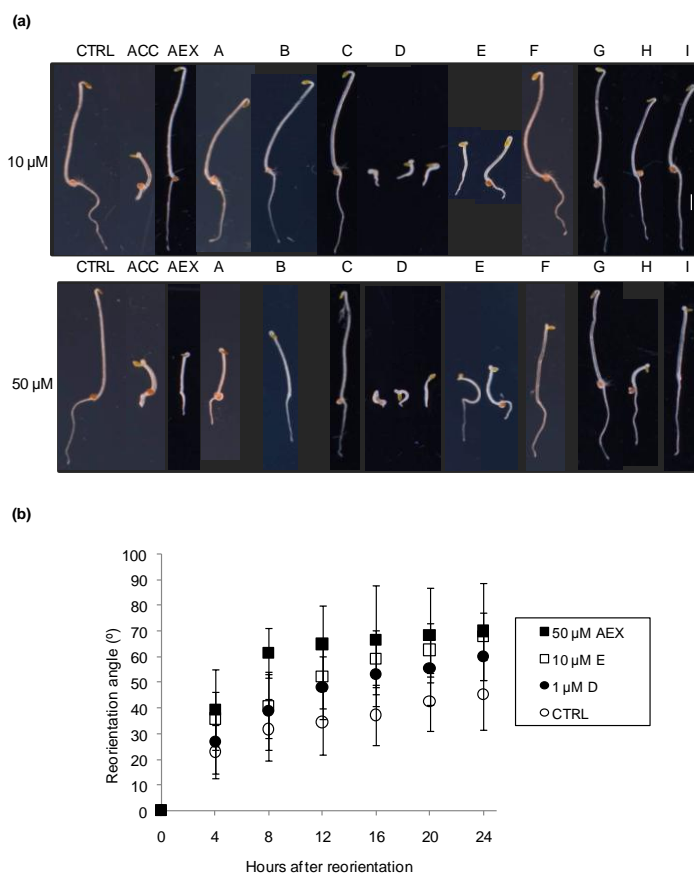 (a)
CTRL ACC AEX A B C D E F G H I
10 µM
CTRL ACC AEX A B C D E F G H I
50 µM
(b)
100
90
80
70
60
50
40
30
20
10
0
Reorientation angle (º)
0 4 8 12 16 20 24
Hours after reorientation
50 µM AEX
10 µM E
1 µM D
CTRL